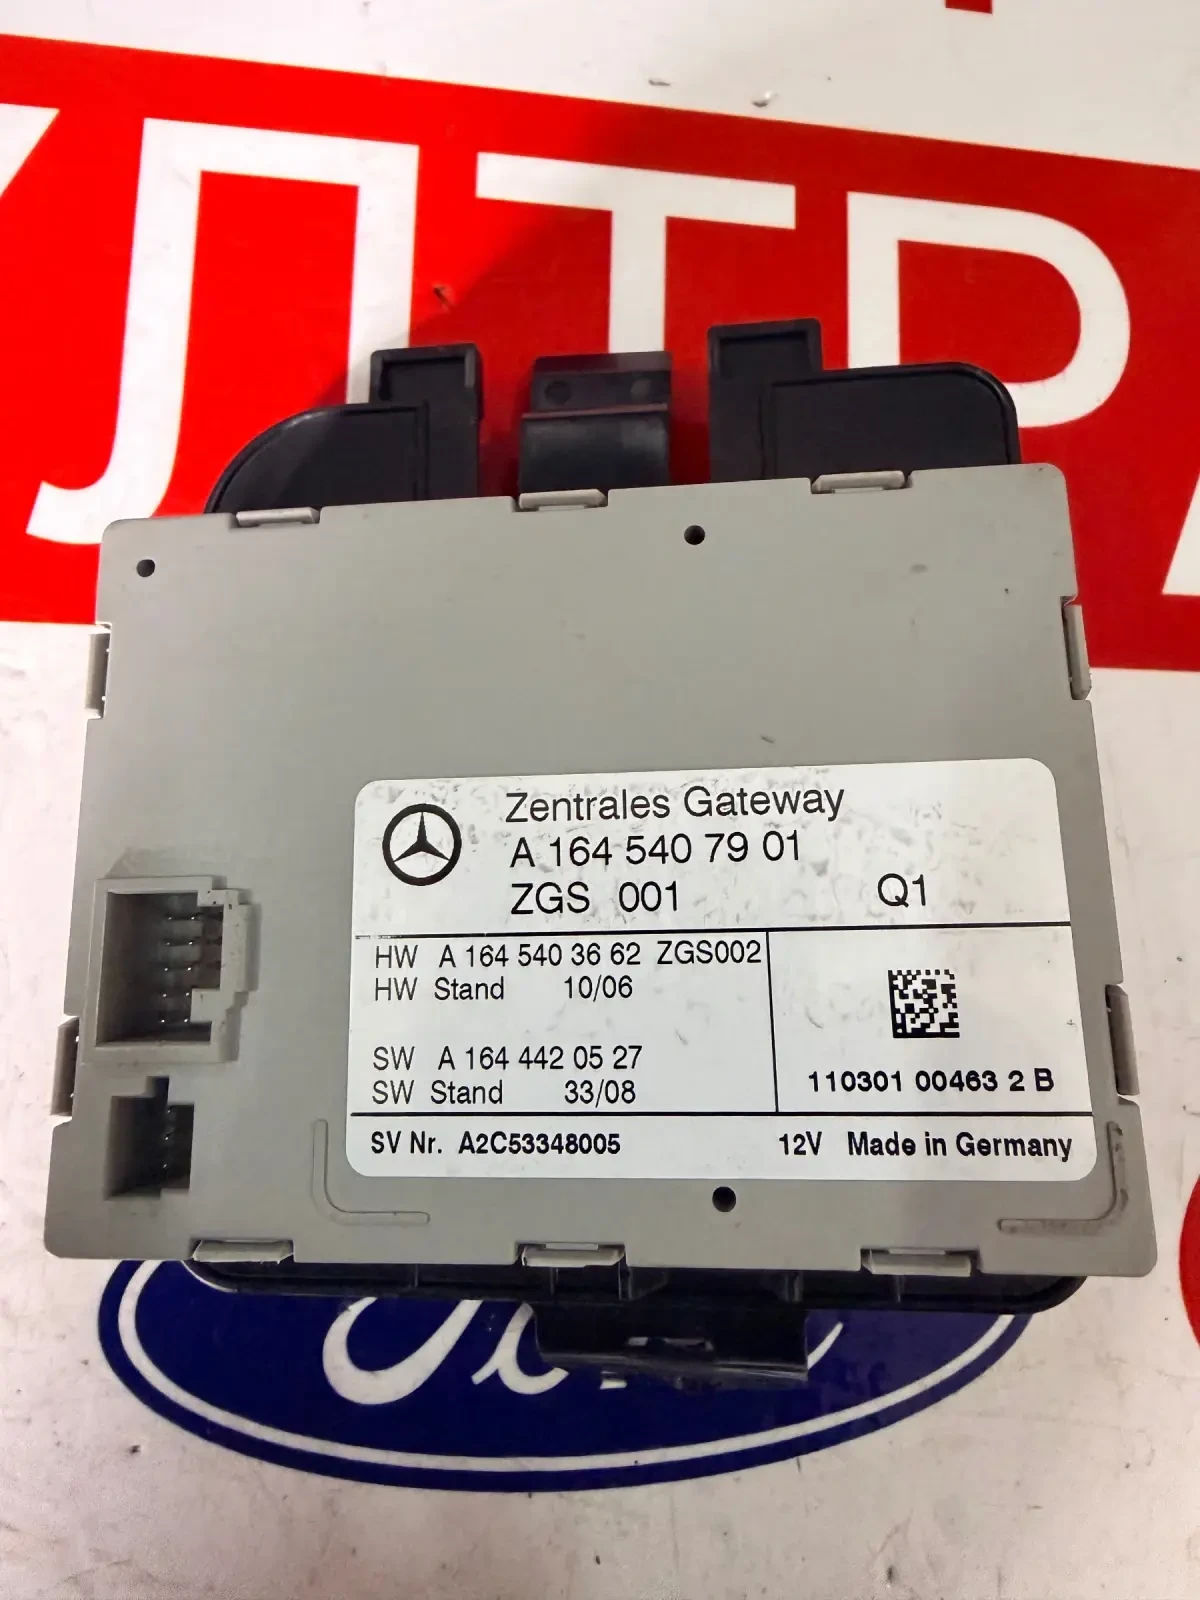 УЛТРА
Zentrales Gateway
A 164 540 79 01
ZGS 001 Q1
HW A 164 540 36 62 ZGS002
HW Stand 10/06
SW A 164 442 05 27
SW Stand 33/08
110301 00463 2 B
SV Nr. A2C53348005 12V Made in Germany